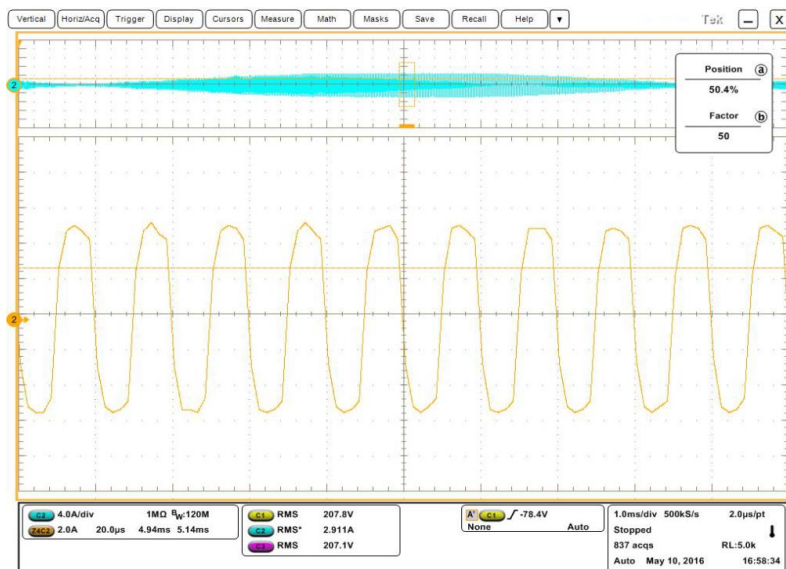 Vertical Horiz/Acq Trigger Display Cursors Measure Math Masks Save Recall Help Tek X
Position a
50.4%
Factor b
50
2
2
C2 4.0A/div 1MΩ BW:120M
Z4C2 2.0A 20.0µs 4.94ms 5.14ms
C1 RMS 207.8V
C2 RMS* 2.911A
C3 RMS 207.1V
A' C1 -78.4V
None Auto
1.0ms/div 500kS/s 2.0µs/pt
Stopped
837 acqs RL:5.0k
Auto May 10, 2016 16:58:34